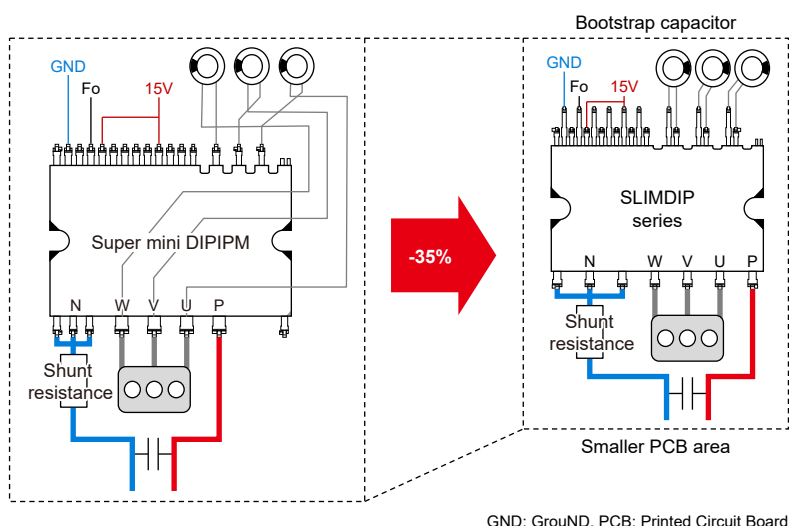 Bootstrap capacitor
GND
Fo
15V
Super mini DIPIPM
N
W
V
U
P
Shunt
resistance
-35%
GND
Fo
15V
SLIMDIP
series
N
W
V
U
P
Shunt
resistance
Smaller PCB area
GND: GrouND, PCB: Printed Circuit Board